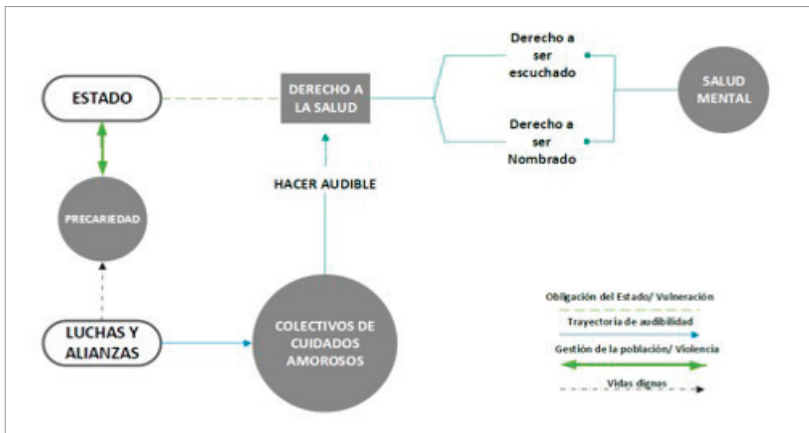 ESTADO
DERECHO A
LA SALUD
Derecho a
ser
escuchado
Derecho a
ser
Nombrado
SALUD
MENTAL
HACER AUDIBLE
PRECARIEDAD
LUCHAS Y
ALIANZAS
COLECTIVOS DE
CUIDADOS
AMOROSOS
Obligación del Estado/ Vulneración
Trayectoria de audibilidad
Gestión de la población/ Violencia
Vidas dignas